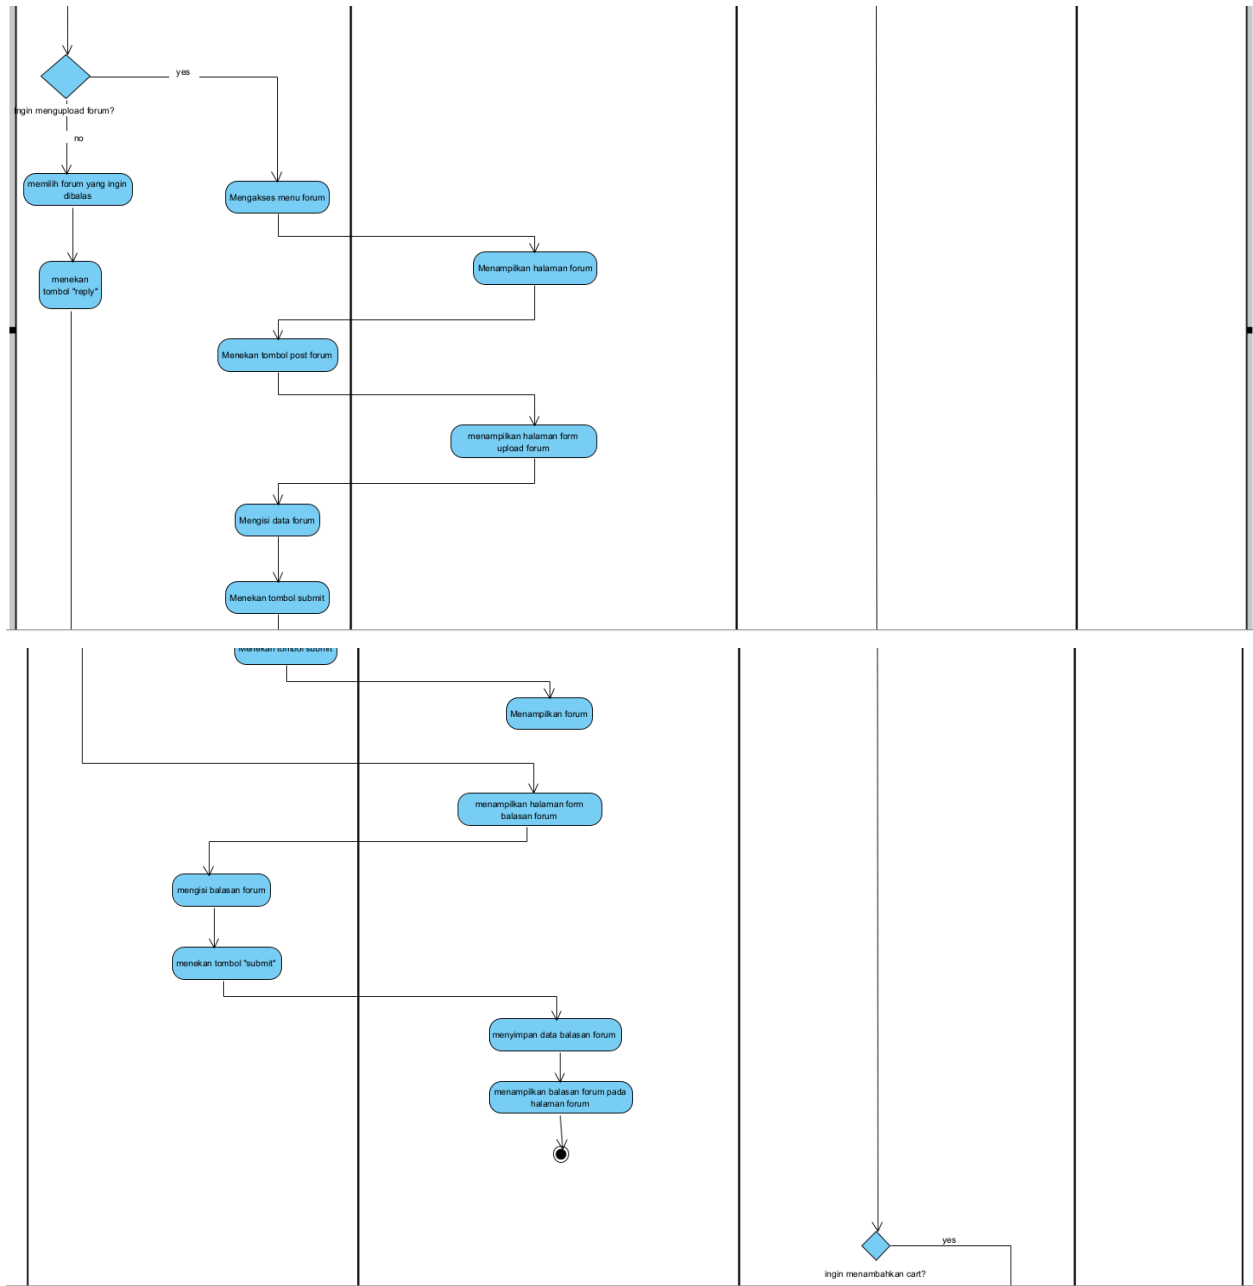 yes
Ingin mengupload forum?
no
memilih forum yang ingin
dibalas
Mengakses menu forum
Menampilkan halaman forum
menekan
tombol "reply"
Menekan tombol post forum
menampilkan halaman form
upload forum
Mengisi data forum
Menekan tombol submit
Menekan tombol submit
Menampilkan forum
menampilkan halaman form
balasan forum
mengisi balasan forum
menekan tombol "submit"
menyimpan data balasan forum
menampilkan balasan forum pada
halaman forum
yes
ingin menambahkan cart?